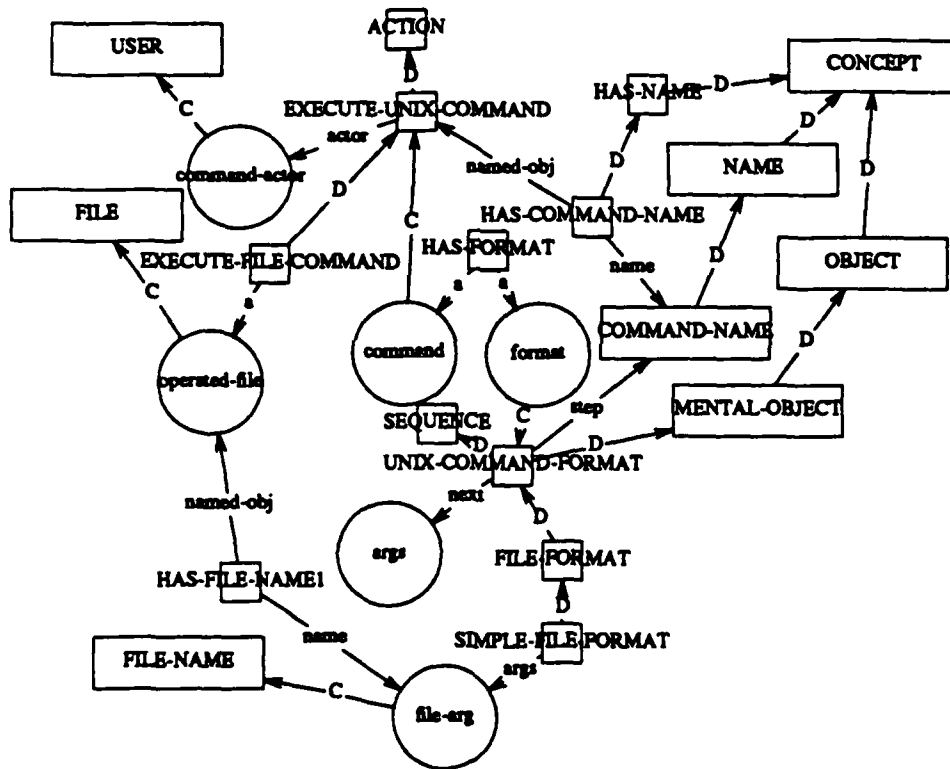 ACTION
USER
CONCEPT
D
D
HAS-NAME
C
EXECUTE-UNIX-COMMAND
actor
D
D
named-obj
NAME
command-actor
D
D
FILE
HAS-COMMAND-NAME
C
HAS-FORMAT
EXECUTE-FILE-COMMAND
name
D
OBJECT
C
a
a
a
COMMAND-NAME
command
format
operated-file
D
step
MENTAL-OBJECT
SEQUENCE
C
D
D
UNIX-COMMAND-FORMAT
next
named-obj
D
args
FILE-FORMAT
HAS-FILE-NAME1
D
name
SIMPLE-FILE-FORMAT
FILE-NAME
args
C
file-arg